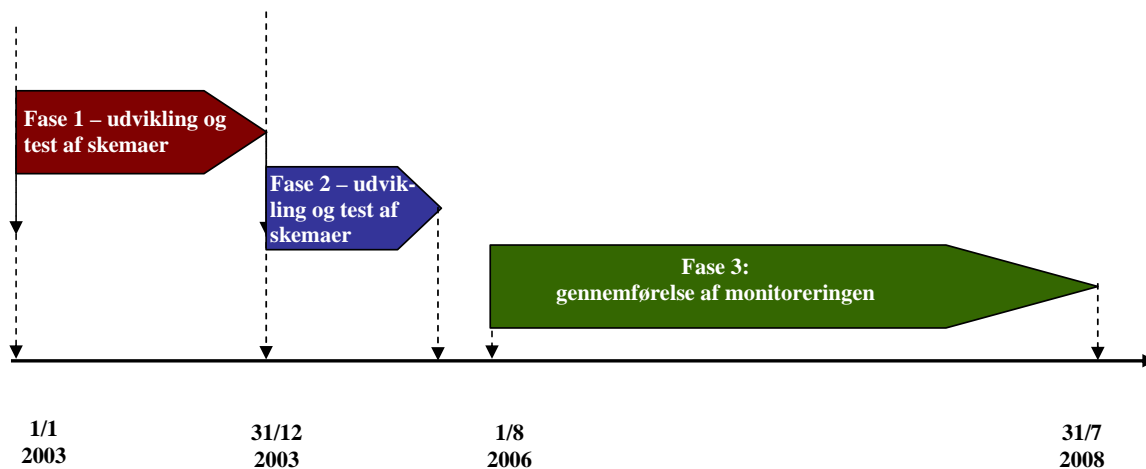 Fase 1 – udvikling og
test af skemaer
Fase 2 – udvik-
ling og test af
skemaer
Fase 3:
gennemførelse af monitoreringen
1/1
2003
31/12
2003
1/8
2006
31/7
2008